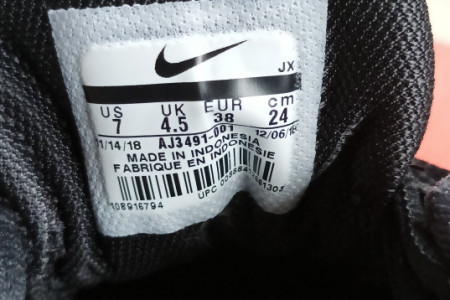 JX
US UK EUR cm
7 4.5 38 24
AJ3491-001
MADE IN INDONESIA
FABRIQUE EN INDONESIE
UPC